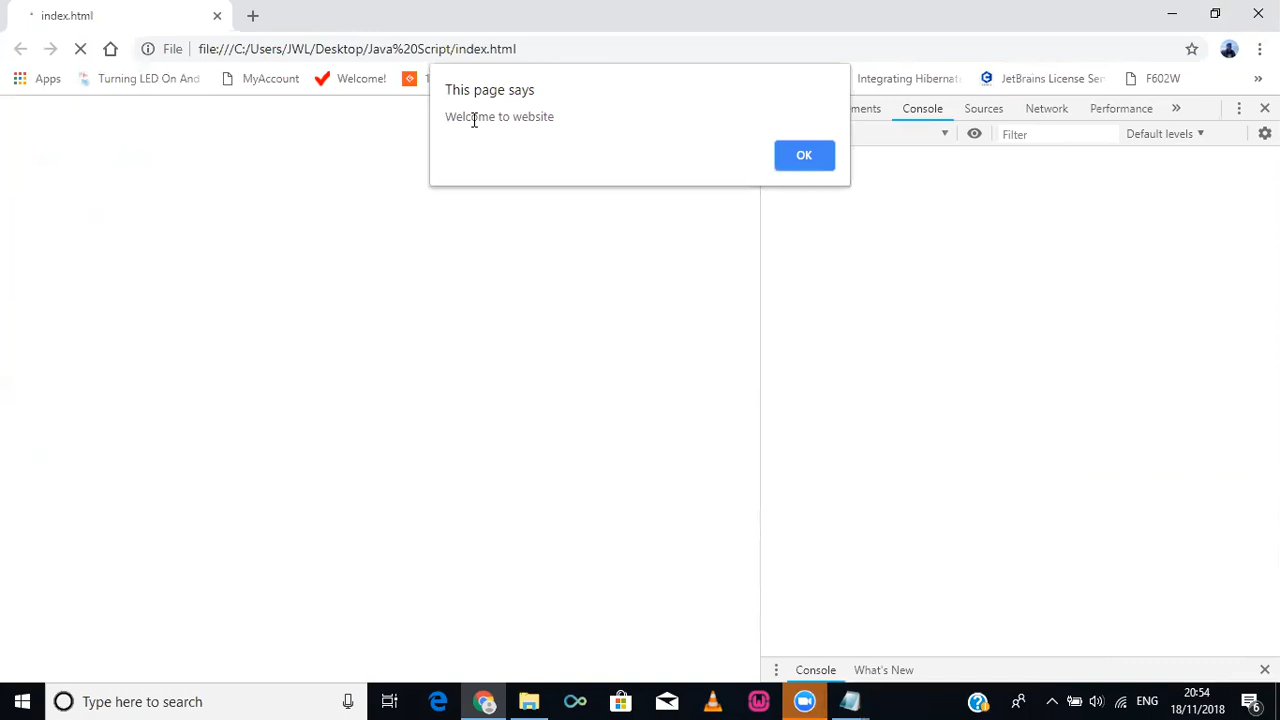 index.html
File file:///C:/Users/JWL/Desktop/Java%20Script/index.html
Apps Turning LED On And MyAccount Welcome! Integrating Hibernat JetBrains License Ser F602W »
This page says
Welcome to website
OK
ements Console Sources Network Performance »
Filter Default levels
Console What's New
Type here to search
ENG
20:54
18/11/2018
6